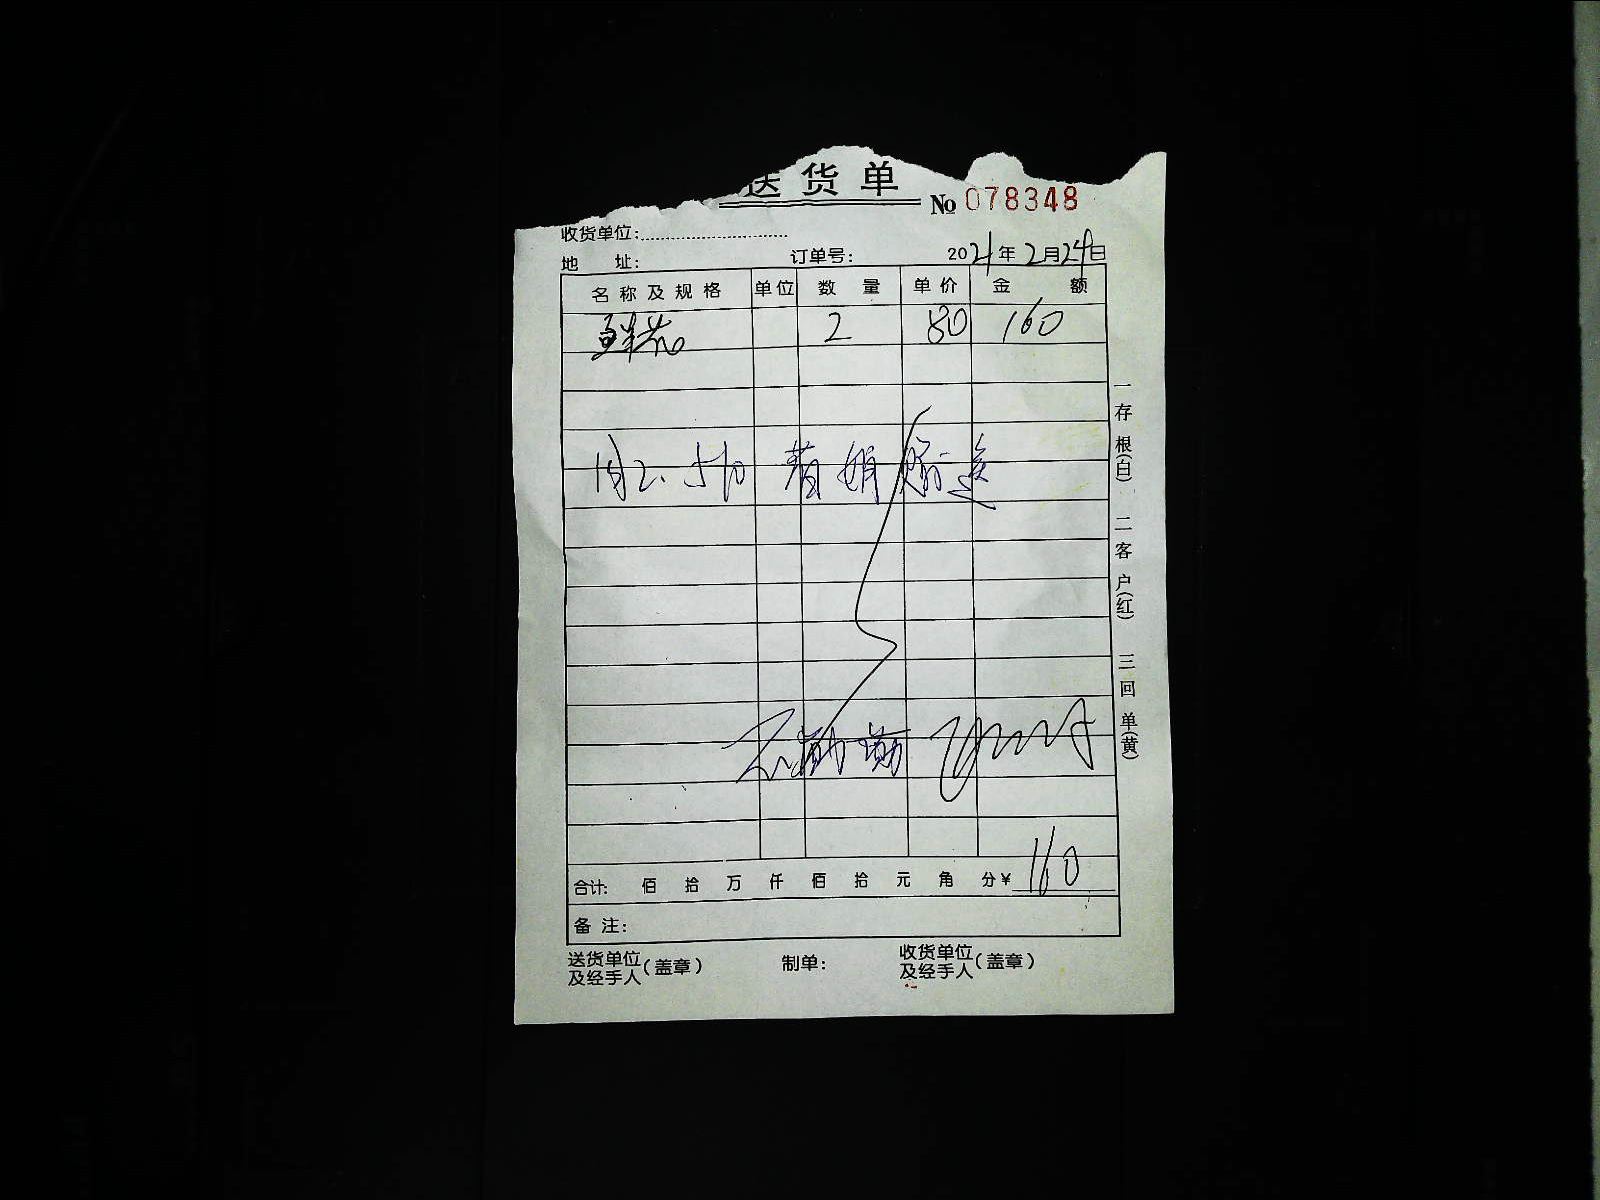 送货单
№ 078348
收货单位:
地 址: 订单号: 2021年2月24日
名称及规格 单位 数量 单价 金额
鲜花 2 80 160
一存根(白) 二客户(红) 三回单(黄)
合计: 佰 拾 万 仟 佰 拾 元 角 分 ¥ 160
备注:
送货单位及经手人(盖章) 制单: 收货单位及经手人(盖章)